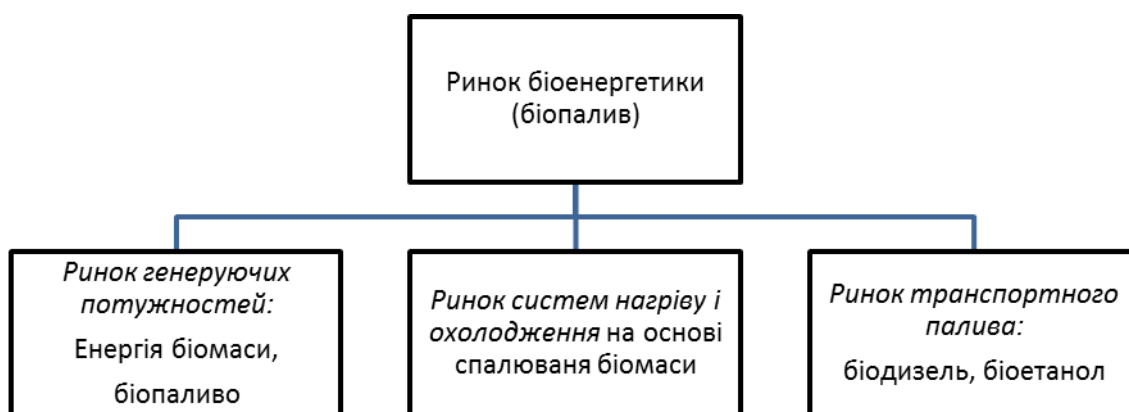 Ринок біоенергетики
(біопалив)
Ринок генеруючих
потужностей:
Енергія біомаси,
біопаливо
Ринок систем нагріву і
охолодження на основі
спалюваня біомаси
Ринок транспортного
палива:
біодизель, біоетанол